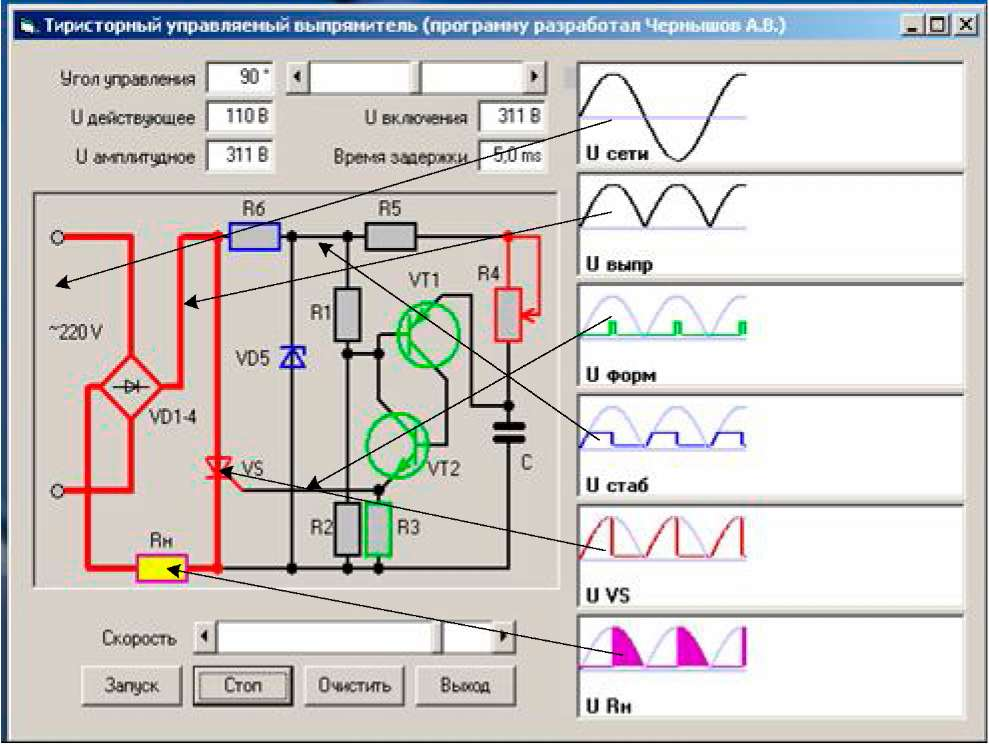 Тиристорный управляемый выпрямитель (программу разработал Чернышов А.В.)
Угол управления 90 °
U действующее 110 В U включения 311 В
U амплитудное 311 В Время задержки 5,0 ms
U сети
U выпр
U форм
U стаб
U VS
U Rн
R6 R5
VT1 R4
R1
~220 V
VD5
VD1-4
VS VT2 C
R2 R3
Rн
Скорость
Запуск Стоп Очистить Выход